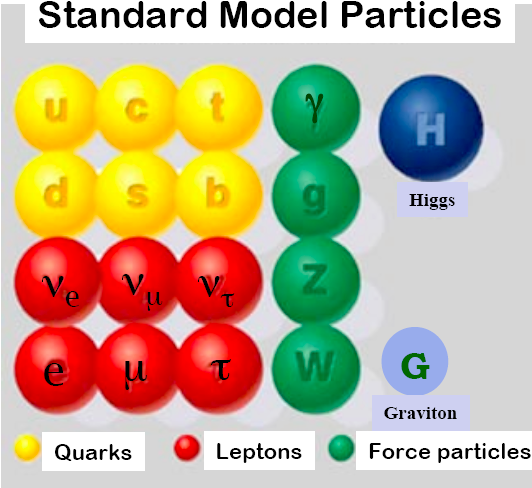 Standard Model Particles
u c t γ H
d s b g Higgs
νe νμ ντ Z
e μ τ W G
Graviton
Quarks Leptons Force particles